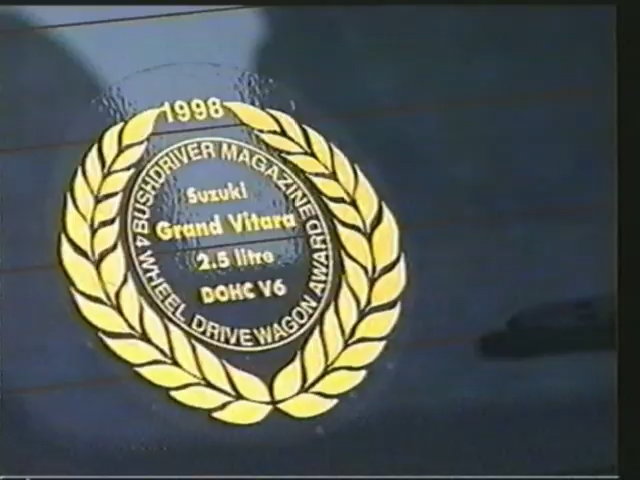 1998
BUSHDRIVER MAGAZINE
Suzuki
Grand Vitara
2.5 litre
DOHC V6
4 WHEEL DRIVE WAGON AWARD